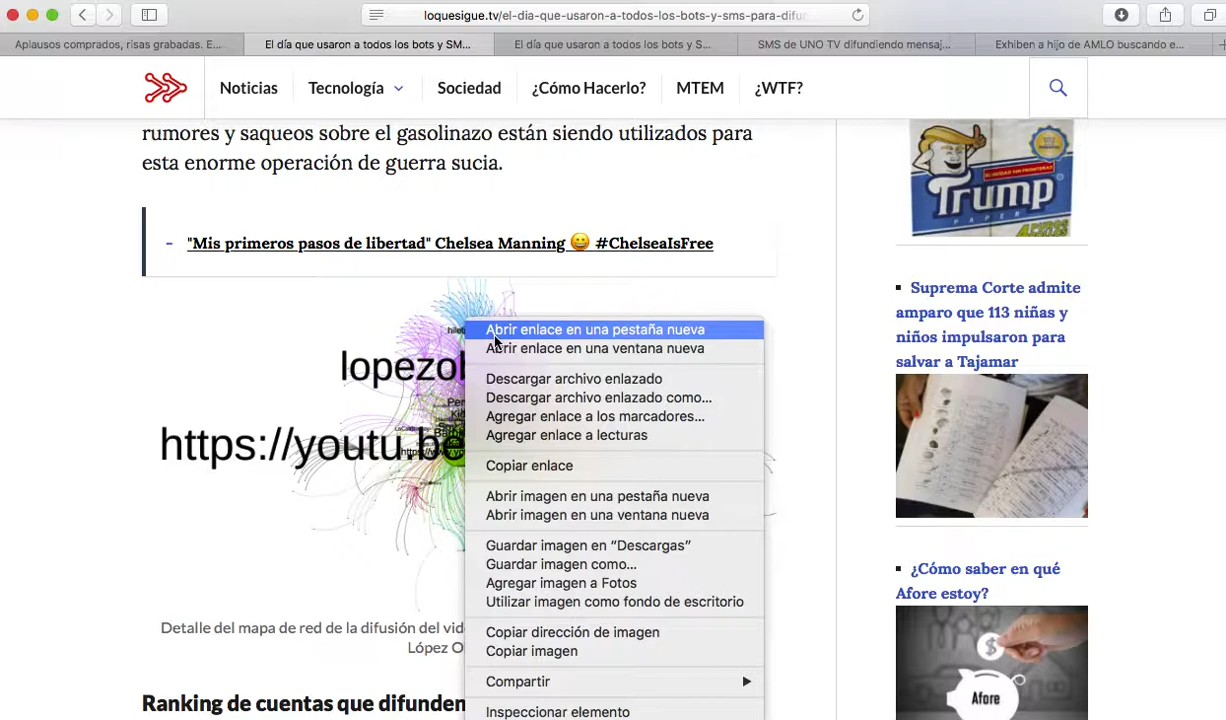 loquesigue.tv/el-dia-que-usaron-a-todos-los-bots-y-sms-para-difu
Aplausos comprados, risas grabadas. E...
El día que usaron a todos los bots y SM...
El día que usaron a todos los bots y S...
SMS de UNO TV difundiendo mensaj...
Exhiben a hijo de AMLO buscando e...
Noticias
Tecnología
Sociedad
¿Cómo Hacerlo?
MTEM
¿WTF?
rumores y saqueos sobre el gasolinazo están siendo utilizados para
esta enorme operación de guerra sucia.
- "Mis primeros pasos de libertad" Chelsea Manning 😀 #ChelseaIsFree
lopezob
https://youtu.be
Abrir enlace en una pestaña nueva
Abrir enlace en una ventana nueva
Descargar archivo enlazado
Descargar archivo enlazado como...
Agregar enlace a los marcadores...
Agregar enlace a lecturas
Copiar enlace
Abrir imagen en una pestaña nueva
Abrir imagen en una ventana nueva
Guardar imagen en “Descargas”
Guardar imagen como...
Agregar imagen a Fotos
Utilizar imagen como fondo de escritorio
Copiar dirección de imagen
Copiar imagen
Compartir
Inspeccionar elemento
Detalle del mapa de red de la difusión del vid
López O
Ranking de cuentas que difunden
Trump
PAPER
Suprema Corte admite
amparo que 113 niñas y
niños impulsaron para
salvar a Tajamar
¿Cómo saber en qué
Afore estoy?
Afore